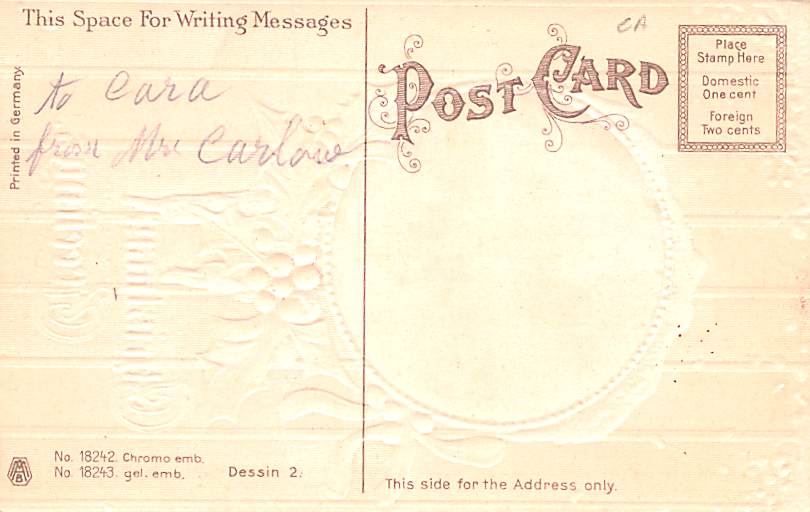 This Space For Writing Messages
to Cara
from Mrs Carlow
Printed in Germany.
No. 18242. Chromo emb.
No. 18243. gel. emb.
Dessin 2.
POST CARD
CA
Place
Stamp Here
Domestic
One cent
Foreign
Two cents
This side for the Address only.